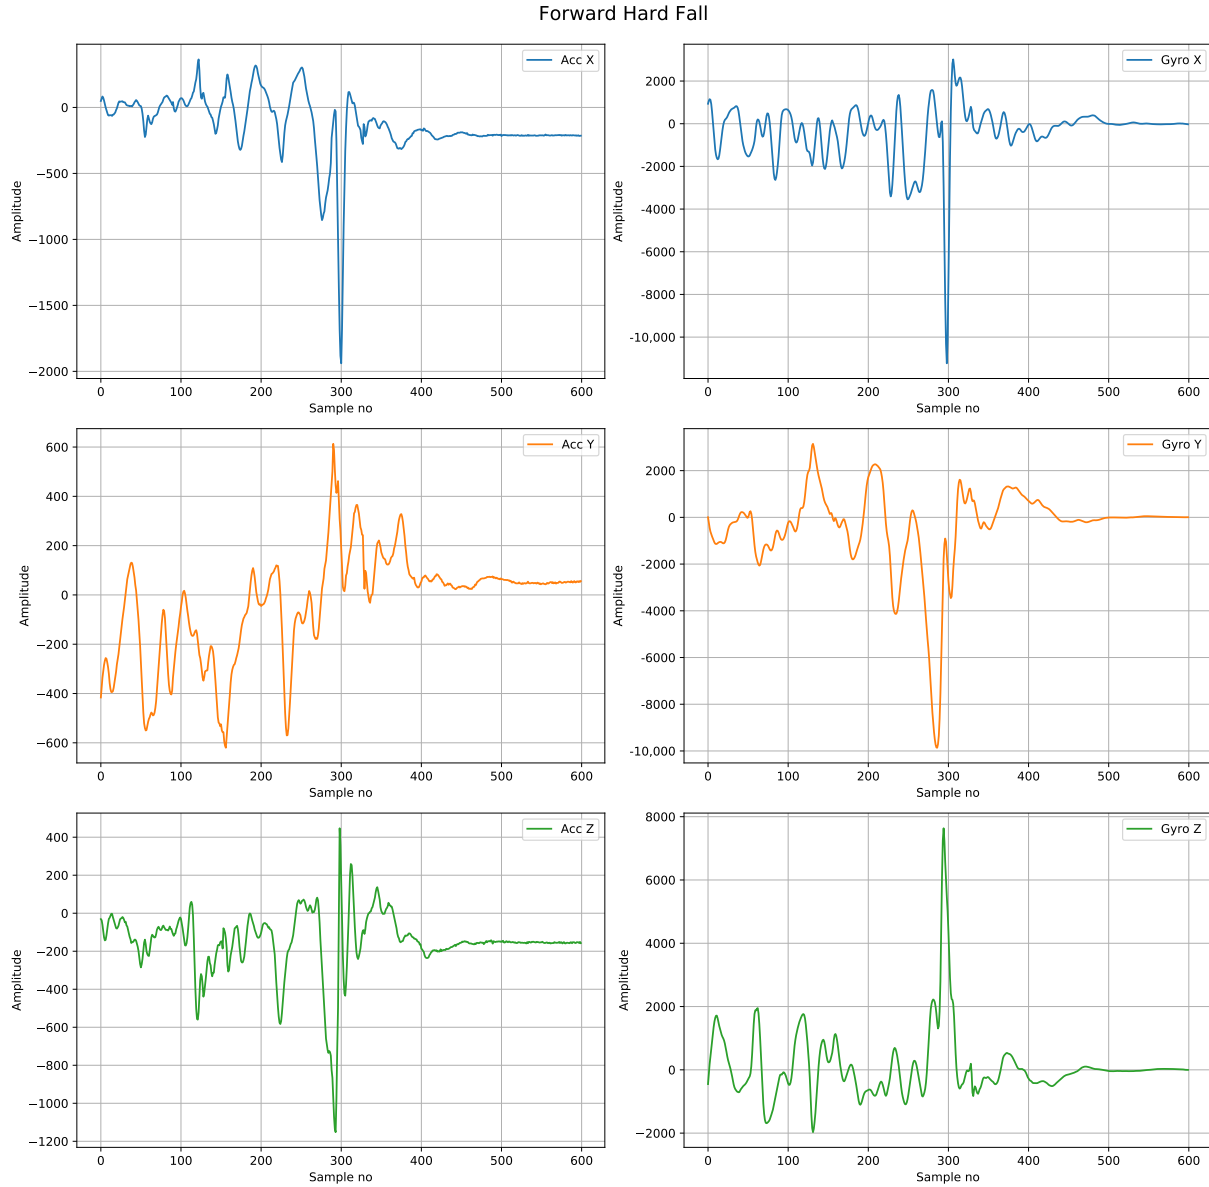 Forward Hard Fall
Acc X
0
−500
−1000
−1500
−2000
Amplitude
0 100 200 300 400 500 600
Sample no
Gyro X
2000
0
−2000
−4000
−6000
−8000
-10,000
Amplitude
0 100 200 300 400 500 600
Sample no
Acc Y
600
400
200
0
−200
−400
−600
Amplitude
0 100 200 300 400 500 600
Sample no
Gyro Y
2000
0
−2000
−4000
−6000
−8000
-10,000
Amplitude
0 100 200 300 400 500 600
Sample no
Acc Z
400
200
0
−200
−400
−600
−800
−1000
−1200
Amplitude
0 100 200 300 400 500 600
Sample no
Gyro Z
8000
6000
4000
2000
0
−2000
Amplitude
0 100 200 300 400 500 600
Sample no